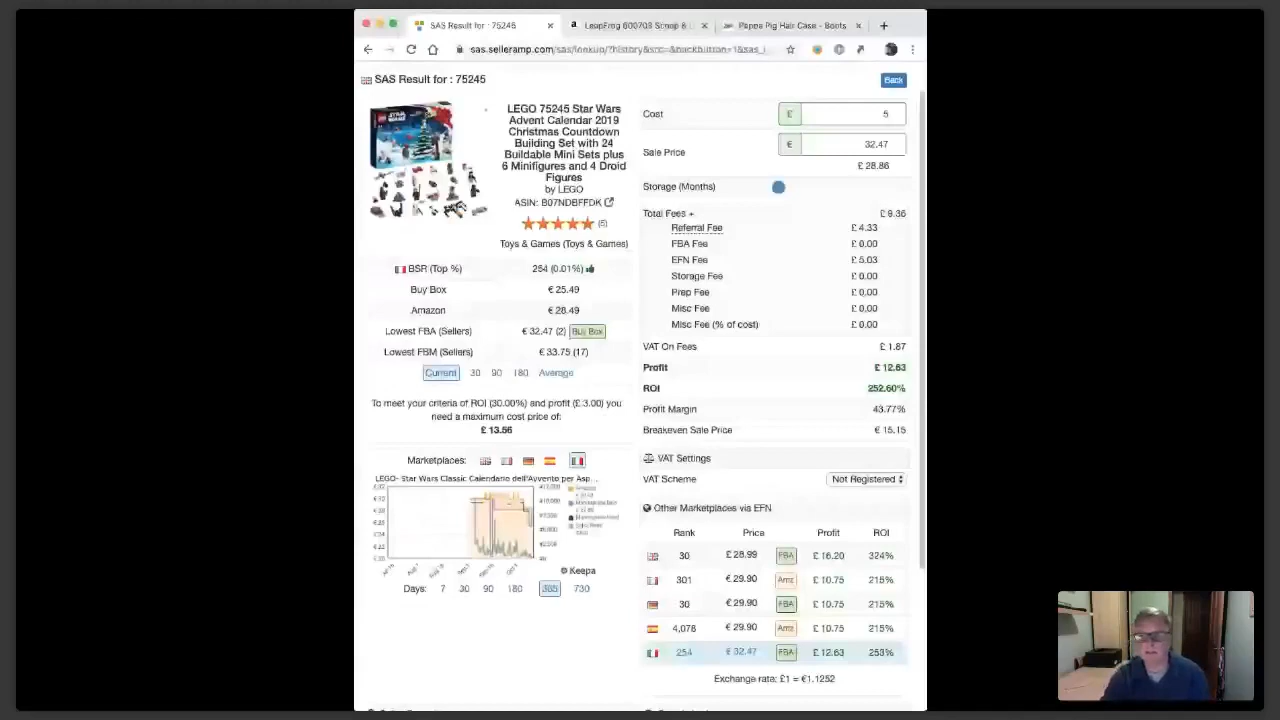 SAS Result for : 75245
LeapFrog 600703 Scoop &
Peppa Pig Hair Case - Boots
SAS Result for : 75245
Back
LEGO 75245 Star Wars
Advent Calendar 2019
Christmas Countdown
Building Set with 24
Buildable Mini Sets plus
6 Minifigures and 4 Droid
Figures
by LEGO
ASIN: B07NDBFFDK
(5)
Toys & Games (Toys & Games)
BSR (Top %) 254 (0.01%)
Buy Box € 25.49
Amazon € 28.49
Lowest FBA (Sellers) € 32.47 (2) Buy Box
Lowest FBM (Sellers) € 33.75 (17)
Current 30 90 180 Average
To meet your criteria of ROI (30.00%) and profit (£ 3.00) you
need a maximum cost price of:
£ 13.56
Marketplaces:
LEGO- Star Wars Classic Calendario dell'Avvento per Asp...
Keepa
Days: 7 30 90 180 365 730
Cost £ 5
Sale Price € 32.47
£ 28.86
Storage (Months)
Total Fees + £ 9.36
Referral Fee £ 4.33
FBA Fee £ 0.00
EFN Fee £ 5.03
Storage Fee £ 0.00
Prep Fee £ 0.00
Misc Fee £ 0.00
Misc Fee (% of cost) £ 0.00
VAT On Fees £ 1.87
Profit £ 12.63
ROI 252.60%
Profit Margin 43.77%
Breakeven Sale Price € 15.15
VAT Settings
VAT Scheme Not Registered
Other Marketplaces via EFN
Rank Price Profit ROI
30 £ 28.99 FBA £ 16.20 324%
301 € 29.90 Amz £ 10.75 215%
30 € 29.90 FBA £ 10.75 215%
4,078 € 29.90 Amz £ 10.75 215%
254 € 32.47 FBA £ 12.63 253%
Exchange rate: £1 = €1.1252